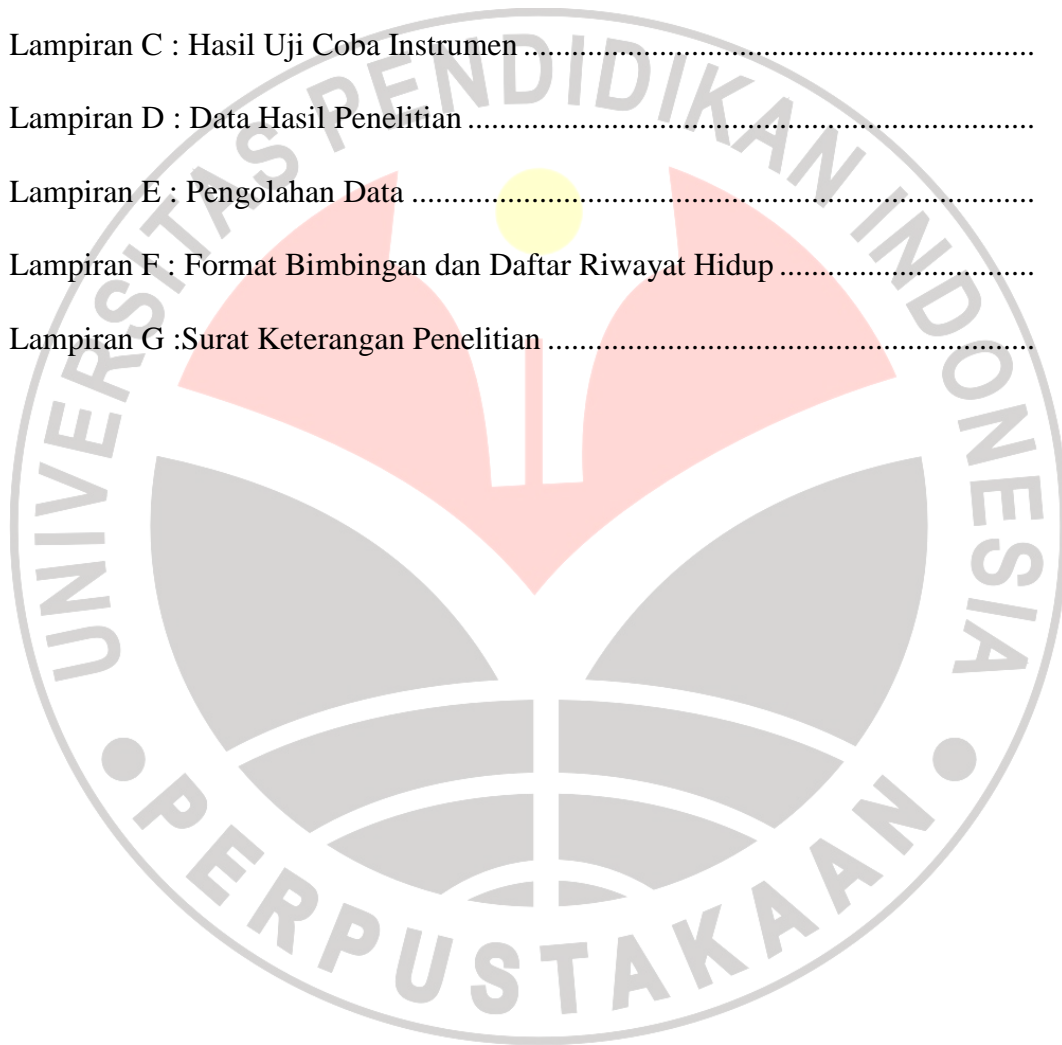 Lampiran C : Hasil Uji Coba Instrumen ................................................................
Lampiran D : Data Hasil Penelitian .......................................................................
Lampiran E : Pengolahan Data ..............................................................................
Lampiran F : Format Bimbingan dan Daftar Riwayat Hidup ................................
Lampiran G :Surat Keterangan Penelitian .............................................................
UNIVERSITAS PENDIDIKAN INDONESIA
PERPUSTAKAAN